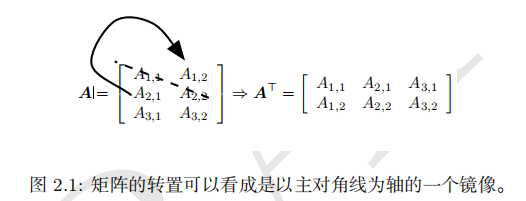 A = [ A1,1 A1,2 ; A2,1 A2,2 ; A3,1 A3,2 ] ⇒ A⊤ = [ A1,1 A2,1 A3,1 ; A1,2 A2,2 A3,2 ]
图 2.1: 矩阵的转置可以看成是以主对角线为轴的一个镜像。